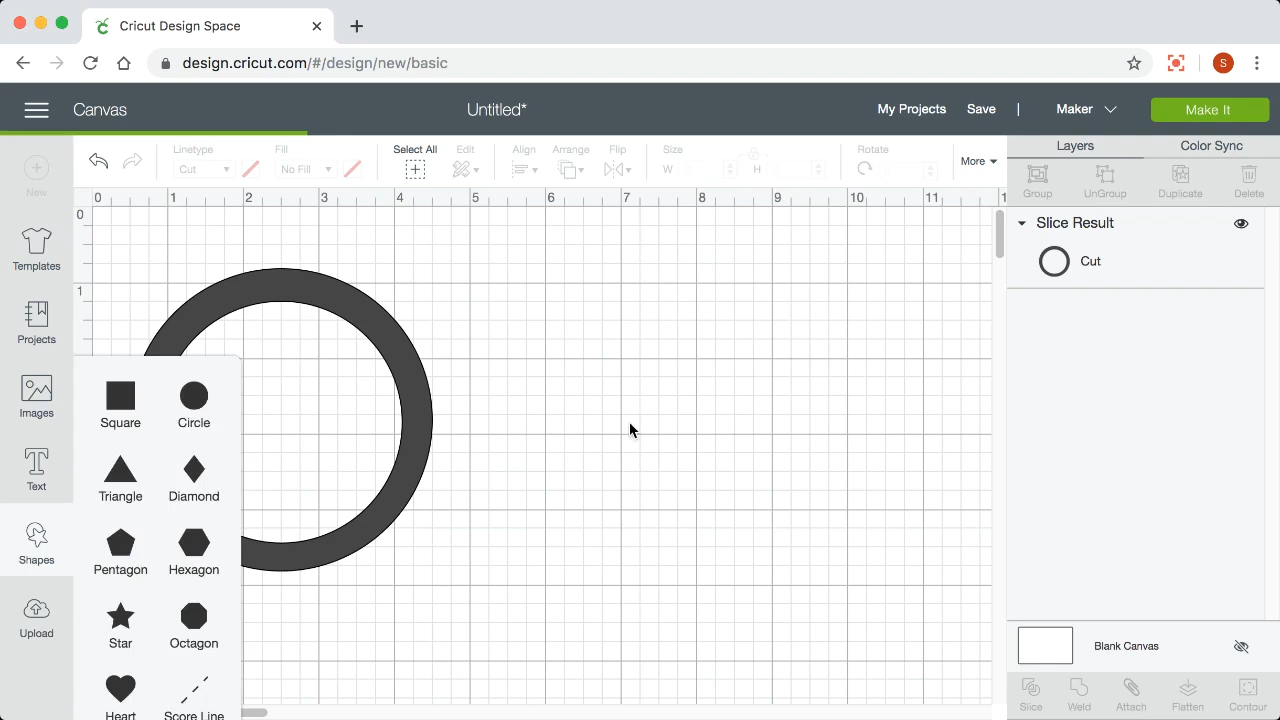 Cricut Design Space
design.cricut.com/#/design/new/basic
S
Canvas
Untitled*
My Projects
Save
|
Maker
Make It
New
Templates
Projects
Images
Text
Shapes
Upload
Linetype
Cut
Fill
No Fill
Select All
Edit
Align
Arrange
Flip
Size
W
H
Rotate
More
0 1 2 3 4 5 6 7 8 9 10 11 1
0
1
Square
Circle
Triangle
Diamond
Pentagon
Hexagon
Star
Octagon
Heart
Score Line
Layers
Color Sync
Group
UnGroup
Duplicate
Delete
Slice Result
Cut
Blank Canvas
Slice
Weld
Attach
Flatten
Contour